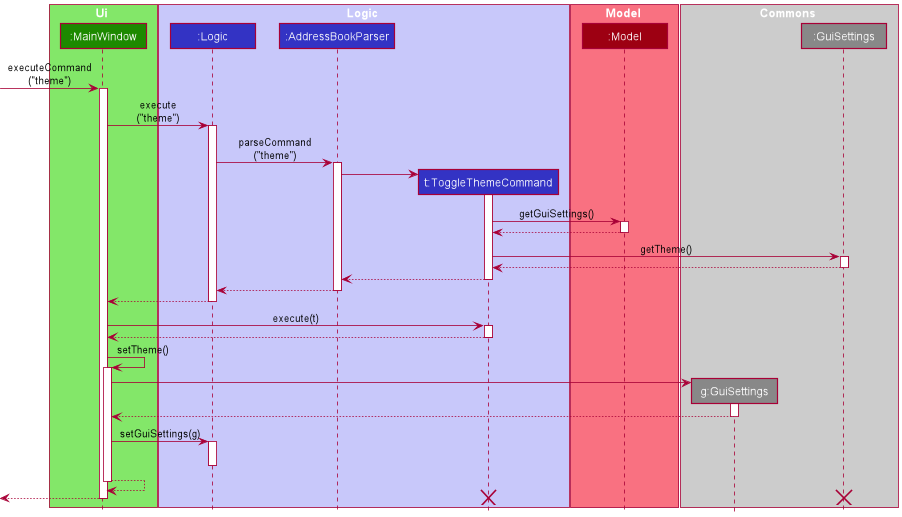 Ui
Logic
Model
Commons
:MainWindow
:Logic
:AddressBookParser
:Model
:GuiSettings
executeCommand
("theme")
execute
("theme")
parseCommand
("theme")
t:ToggleThemeCommand
getGuiSettings()
getTheme()
execute(t)
setTheme()
g:GuiSettings
setGuiSettings(g)